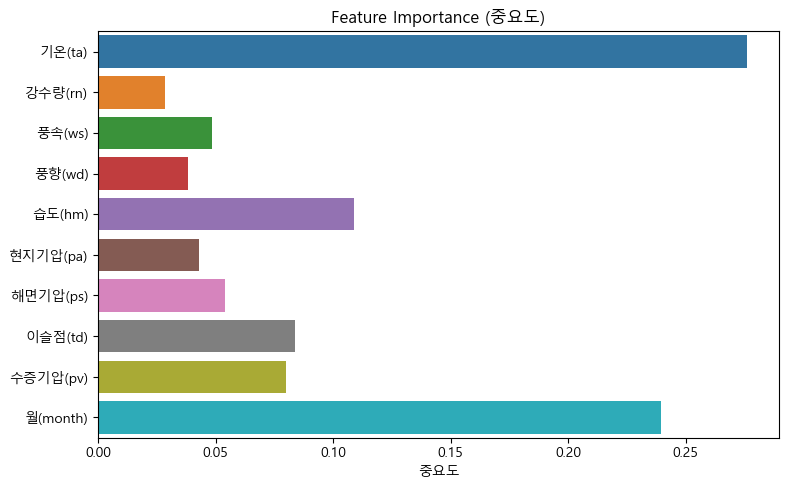 Feature Importance (중요도)
기온(ta)
강수량(rn)
풍속(ws)
풍향(wd)
습도(hm)
현지기압(pa)
해면기압(ps)
이슬점(td)
수증기압(pv)
월(month)
0.00 0.05 0.10 0.15 0.20 0.25
중요도